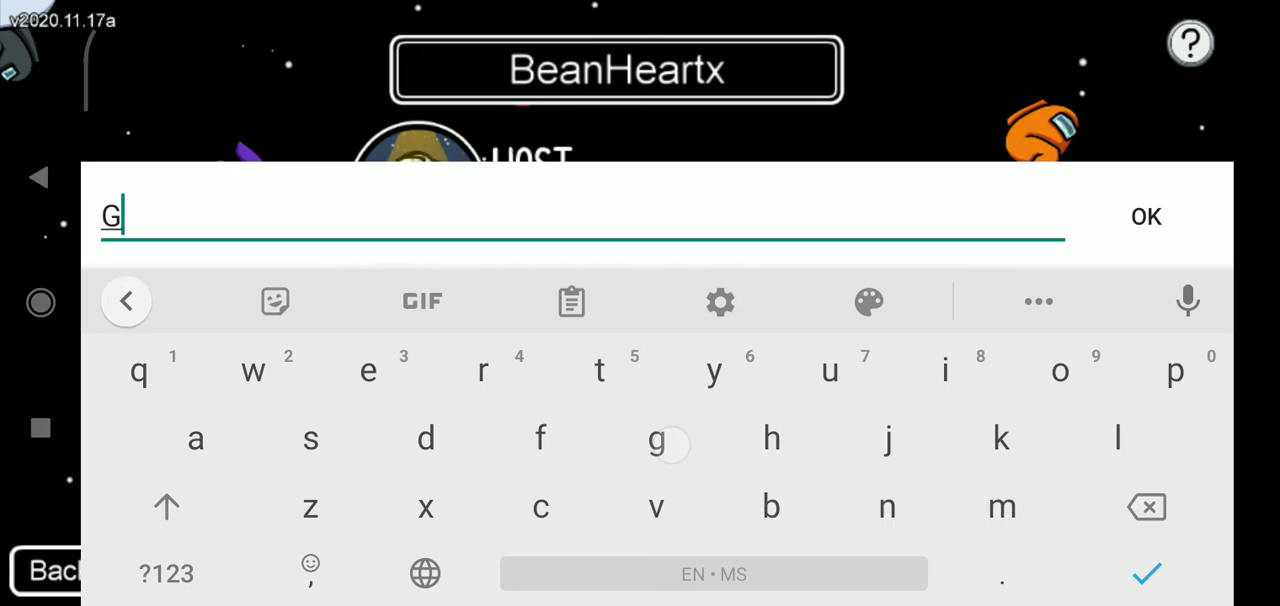 v2020.11.17a
BeanHeartx
?
HOST
G
OK
GIF
1 2 3 4 5 6 7 8 9 0
q w e r t y u i o p
a s d f g h j k l
z x c v b n m
?123 , EN • MS .
Back